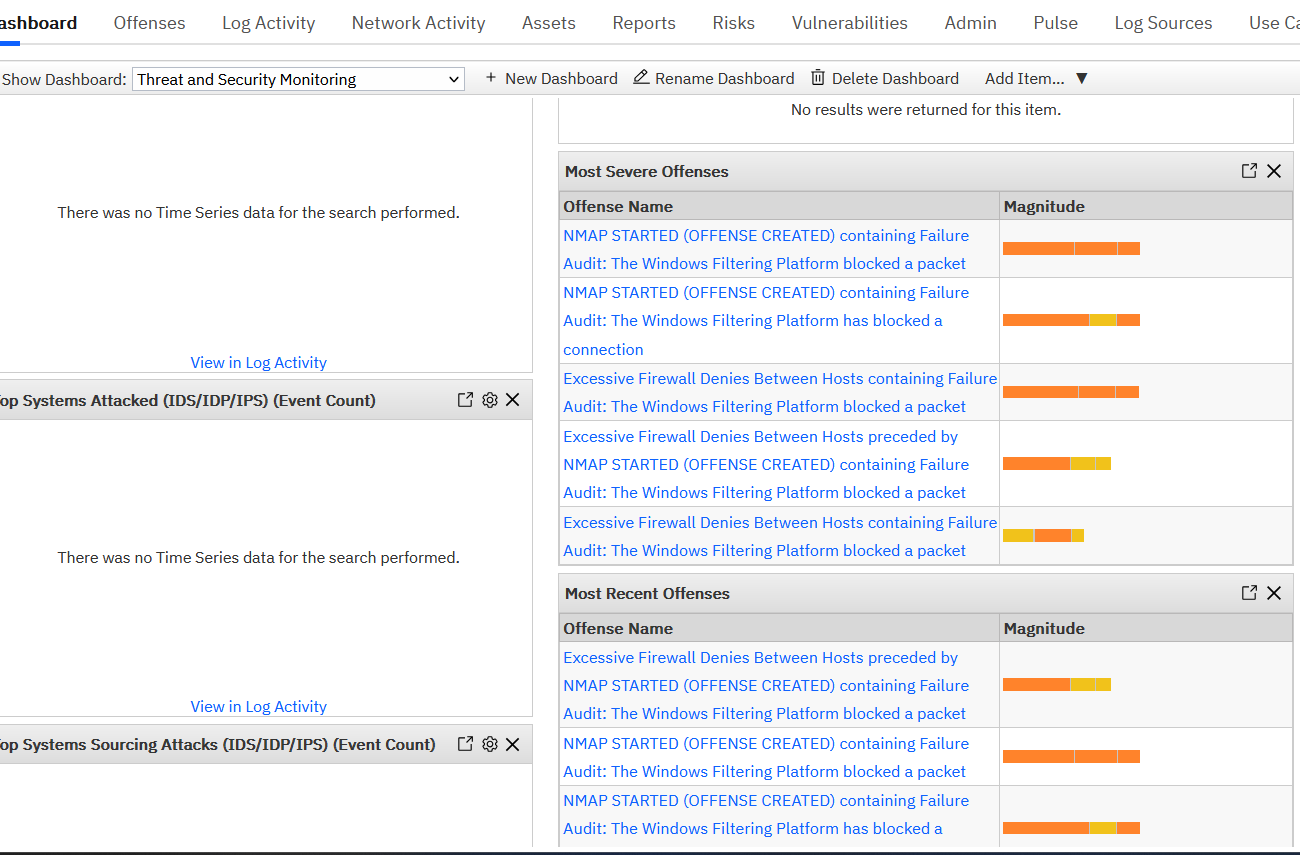 ashboard Offenses Log Activity Network Activity Assets Reports Risks Vulnerabilities Admin Pulse Log Sources Use Ca
Show Dashboard: Threat and Security Monitoring + New Dashboard Rename Dashboard Delete Dashboard Add Item... ▼
There was no Time Series data for the search performed.
View in Log Activity
op Systems Attacked (IDS/IDP/IPS) (Event Count)
There was no Time Series data for the search performed.
View in Log Activity
op Systems Sourcing Attacks (IDS/IDP/IPS) (Event Count)
No results were returned for this item.
Most Severe Offenses
Offense Name Magnitude
NMAP STARTED (OFFENSE CREATED) containing Failure
Audit: The Windows Filtering Platform blocked a packet
NMAP STARTED (OFFENSE CREATED) containing Failure
Audit: The Windows Filtering Platform has blocked a
connection
Excessive Firewall Denies Between Hosts containing Failure
Audit: The Windows Filtering Platform blocked a packet
Excessive Firewall Denies Between Hosts preceded by
NMAP STARTED (OFFENSE CREATED) containing Failure
Audit: The Windows Filtering Platform blocked a packet
Excessive Firewall Denies Between Hosts containing Failure
Audit: The Windows Filtering Platform blocked a packet
Most Recent Offenses
Offense Name Magnitude
Excessive Firewall Denies Between Hosts preceded by
NMAP STARTED (OFFENSE CREATED) containing Failure
Audit: The Windows Filtering Platform blocked a packet
NMAP STARTED (OFFENSE CREATED) containing Failure
Audit: The Windows Filtering Platform blocked a packet
NMAP STARTED (OFFENSE CREATED) containing Failure
Audit: The Windows Filtering Platform has blocked a